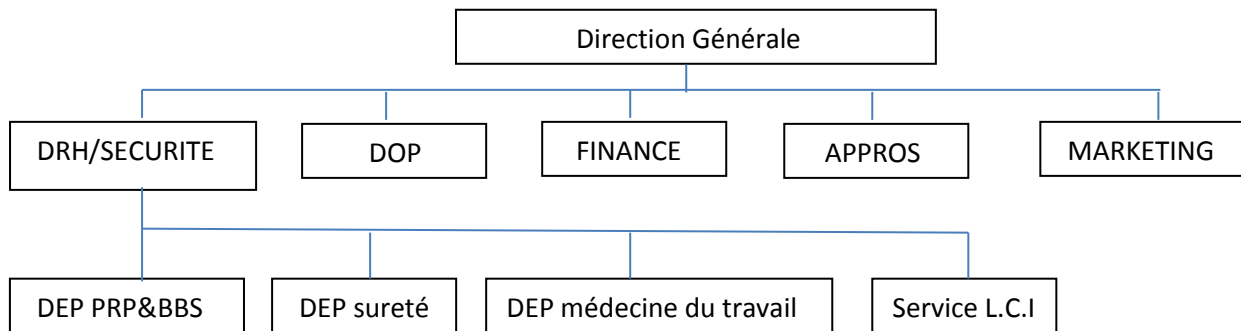 Direction Générale
DRH/SECURITE
DOP
FINANCE
APPROS
MARKETING
DEP PRP&BBS
DEP sureté
DEP médecine du travail
Service L.C.I